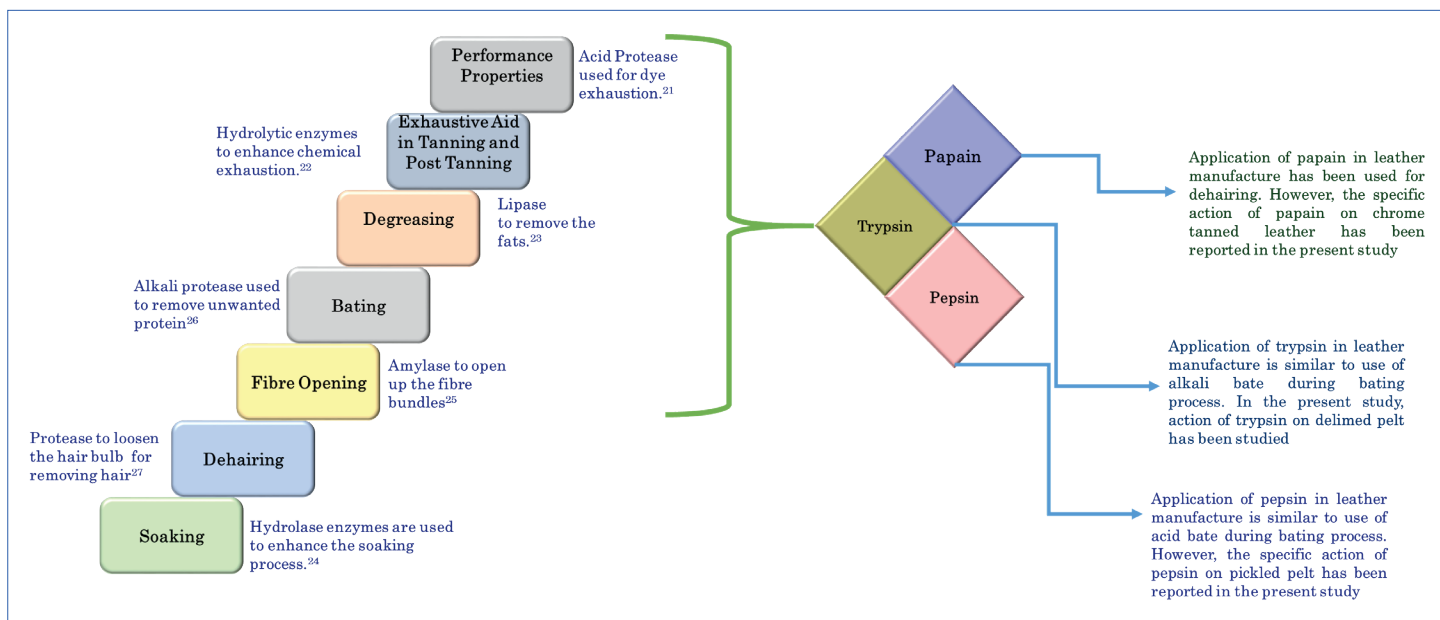 Performance
Properties
Acid Protease
used for dye
exhaustion.21
Hydrolytic enzymes
to enhance chemical
exhaustion.22
Exhaustive Aid
in Tanning and
Post Tanning
Degreasing
Lipase
to remove the
fats.23
Alkali protease used
to remove unwanted
protein26
Bating
Fibre Opening
Amylase to open
up the fibre
bundles25
Protease to loosen
the hair bulb for
removing hair27
Dehairing
Soaking
Hydrolase enzymes are used
to enhance the soaking
process.24
Papain
Trypsin
Pepsin
Application of papain in leather
manufacture has been used for
dehairing. However, the specific
action of papain on chrome
tanned leather has been
reported in the present study
Application of trypsin in leather
manufacture is similar to use of
alkali bate during bating
process. In the present study,
action of trypsin on delimed pelt
has been studied
Application of pepsin in leather
manufacture is similar to use of
acid bate during bating process.
However, the specific action of
pepsin on pickled pelt has been
reported in the present study